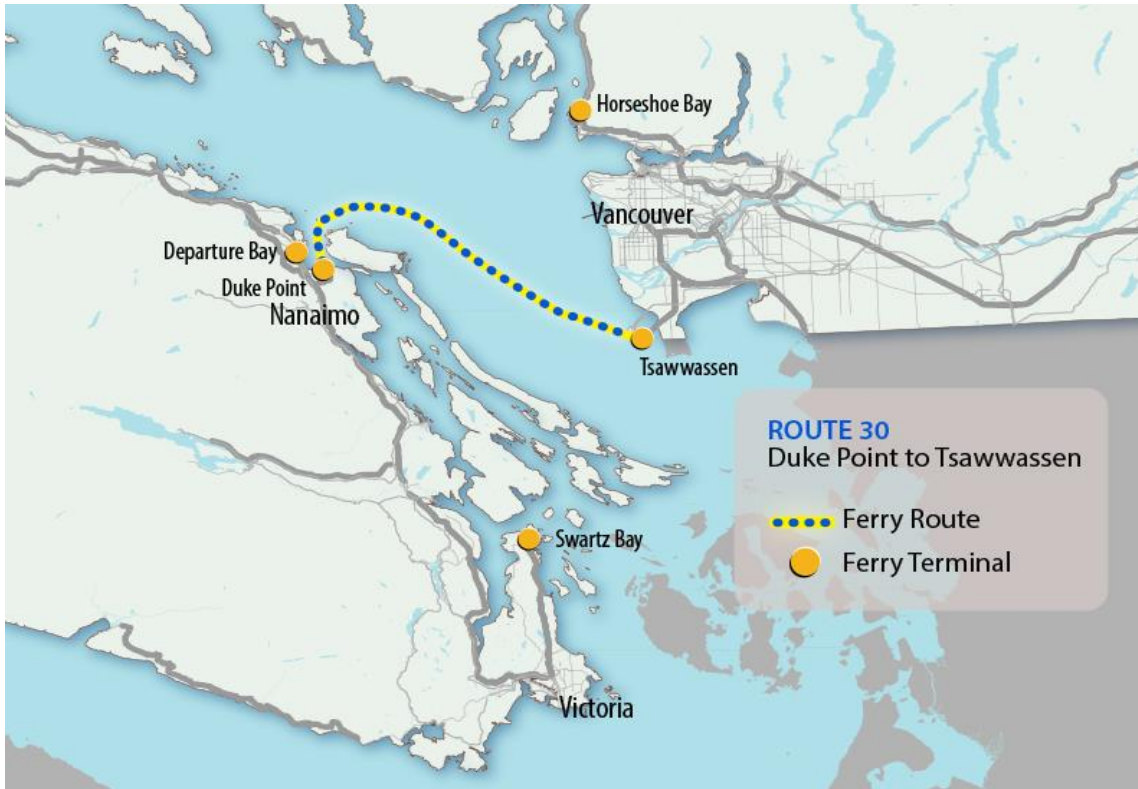 Horseshoe Bay
Vancouver
Departure Bay
Duke Point
Nanaimo
Tsawwassen
ROUTE 30
Duke Point to Tsawwassen
Ferry Route
Swartz Bay
Ferry Terminal
Victoria